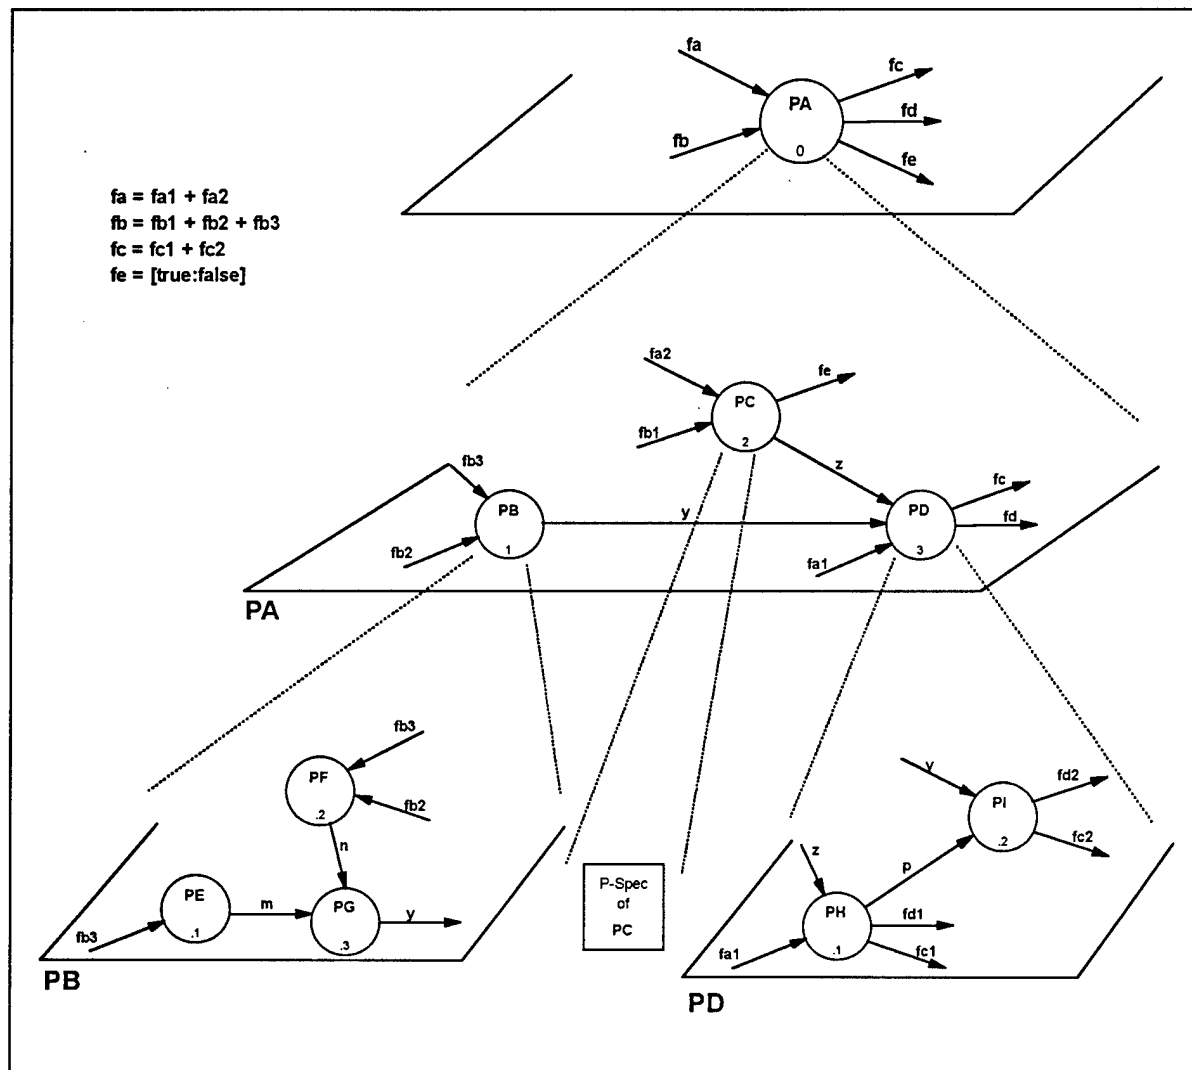 fa
fc
PA
fd
fb
0
fe
fa = fa1 + fa2
fb = fb1 + fb2 + fb3
fc = fc1 + fc2
fe = [true:false]
fa2
fe
PC
fb1
2
z
fb3
fc
PB
y
PD
fd
fb2
1
fa1
3
PA
fb3
PF
fb2
.2
n
PE
m
PG
y
fb3
.1
.3
PB
P-Spec
of
PC
y
fd2
PI
.2
fc2
z
p
PH
fd1
fa1
.1
fc1
PD